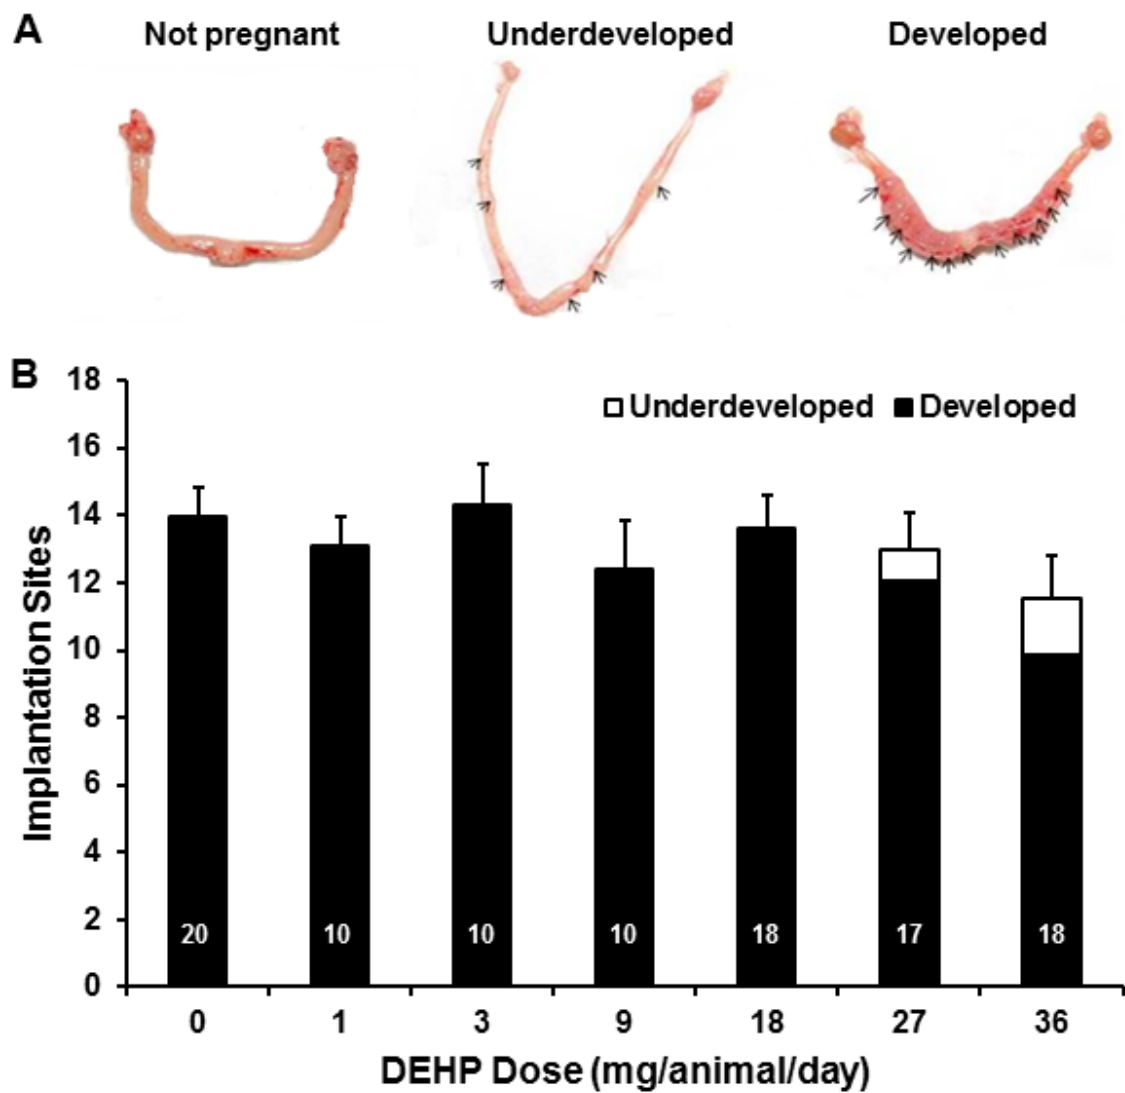 A
Not pregnant Underdeveloped Developed
B
Underdeveloped Developed
Implantation Sites
18
16
14
12
10
8
6
4
2
0
20 10 10 10 18 17 18
0 1 3 9 18 27 36
DEHP Dose (mg/animal/day)